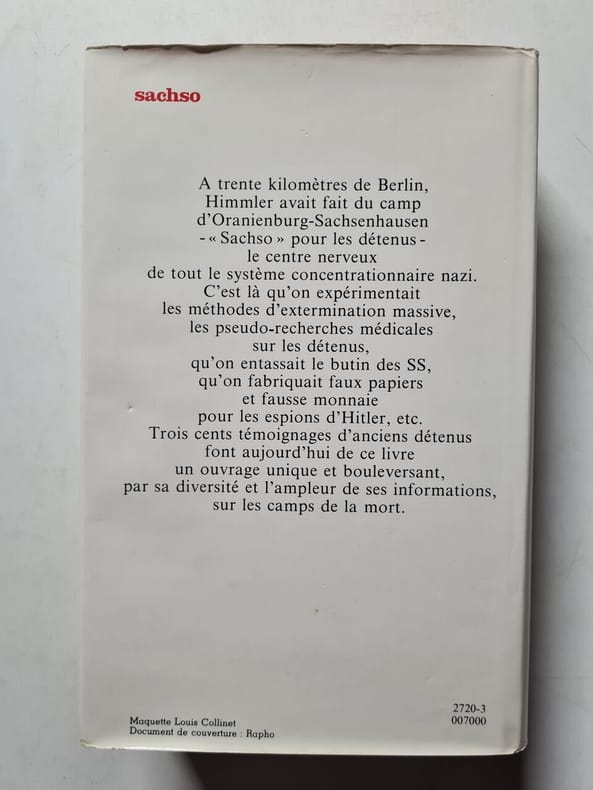 sachso
A trente kilomètres de Berlin,
Himmler avait fait du camp
d'Oranienburg-Sachsenhausen
-« Sachso » pour les détenus-
le centre nerveux
de tout le système concentrationnaire nazi.
C'est là qu'on expérimentait
les méthodes d'extermination massive,
les pseudo-recherches médicales
sur les détenus,
qu'on entassait le butin des SS,
qu'on fabriquait faux papiers
et fausse monnaie
pour les espions d'Hitler, etc.
Trois cents témoignages d'anciens détenus
font aujourd'hui de ce livre
un ouvrage unique et bouleversant,
par sa diversité et l'ampleur de ses informations,
sur les camps de la mort.
Maquette Louis Collinet
Document de couverture : Rapho
2720-3
007000